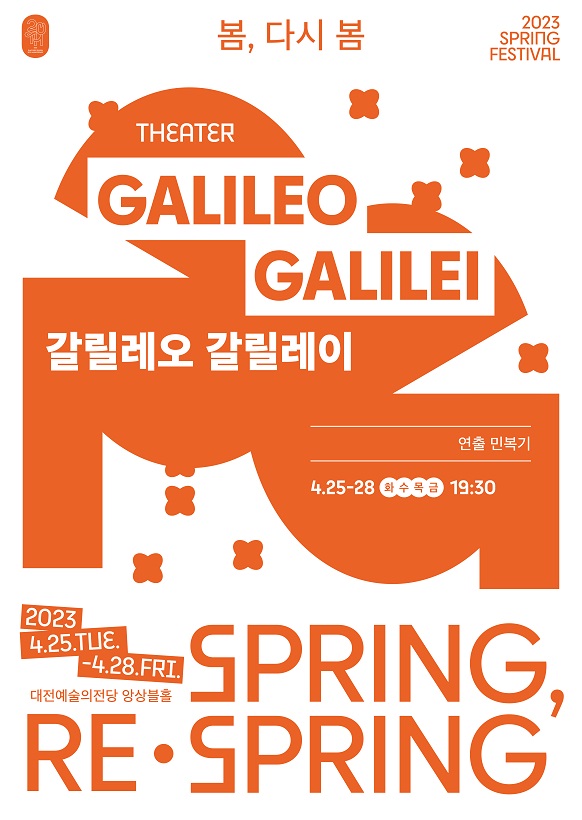 봄, 다시 봄
2023
SPRING
FESTIVAL
THEATER
GALILEO
GALILEI
갈릴레오 갈릴레이
연출 민복기
4.25-28 화 수 목 금 19:30
2023
4.25.TUE.
-4.28.FRI.
대전예술의전당 앙상블홀
SPRING,
RE•SPRING